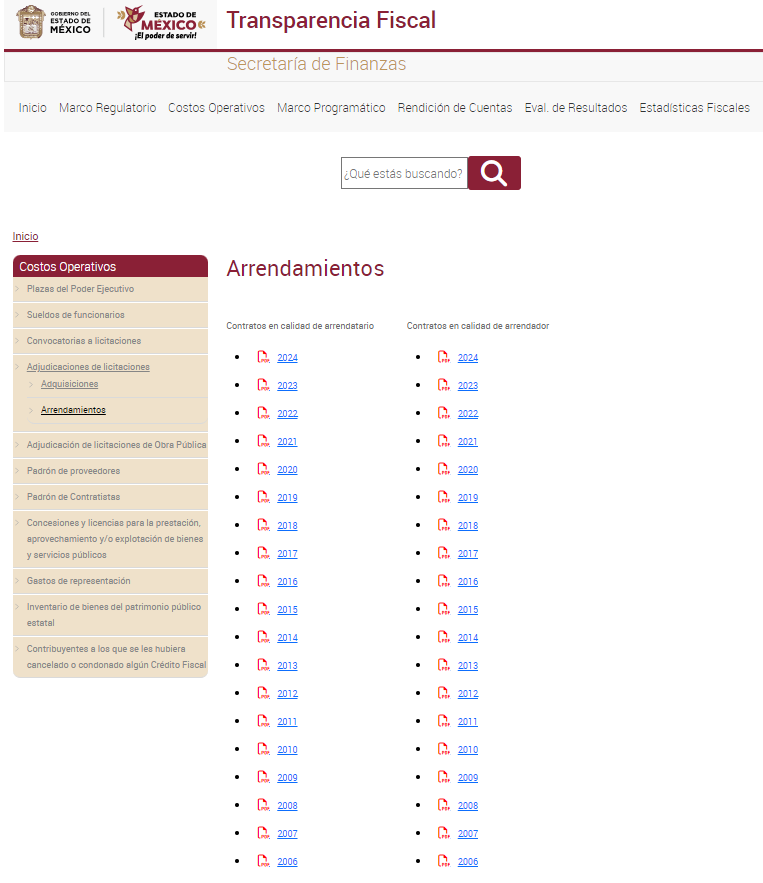 GOBIERNO DEL
ESTADO DE
MÉXICO
ESTADO DE
MÉXICO
¡El poder de servir!
Transparencia Fiscal
Secretaría de Finanzas
Inicio Marco Regulatorio Costos Operativos Marco Programático Rendición de Cuentas Eval. de Resultados Estadísticas Fiscales
¿Qué estás buscando?
Inicio
Costos Operativos
Plazas del Poder Ejecutivo
Sueldos de funcionarios
Convocatorias a licitaciones
Adjudicaciones de licitaciones
Adquisiciones
Arrendamientos
Adjudicación de licitaciones de Obra Pública
Padrón de proveedores
Padrón de Contratistas
Concesiones y licencias para la prestación,
aprovechamiento y/o explotación de bienes
y servicios públicos
Gastos de representación
Inventario de bienes del patrimonio público
estatal
Contribuyentes a los que se les hubiera
cancelado o condonado algún Crédito Fiscal
Arrendamientos
Contratos en calidad de arrendatario
2024
2023
2022
2021
2020
2019
2018
2017
2016
2015
2014
2013
2012
2011
2010
2009
2008
2007
2006
Contratos en calidad de arrendador
2024
2023
2022
2021
2020
2019
2018
2017
2016
2015
2014
2013
2012
2011
2010
2009
2008
2007
2006